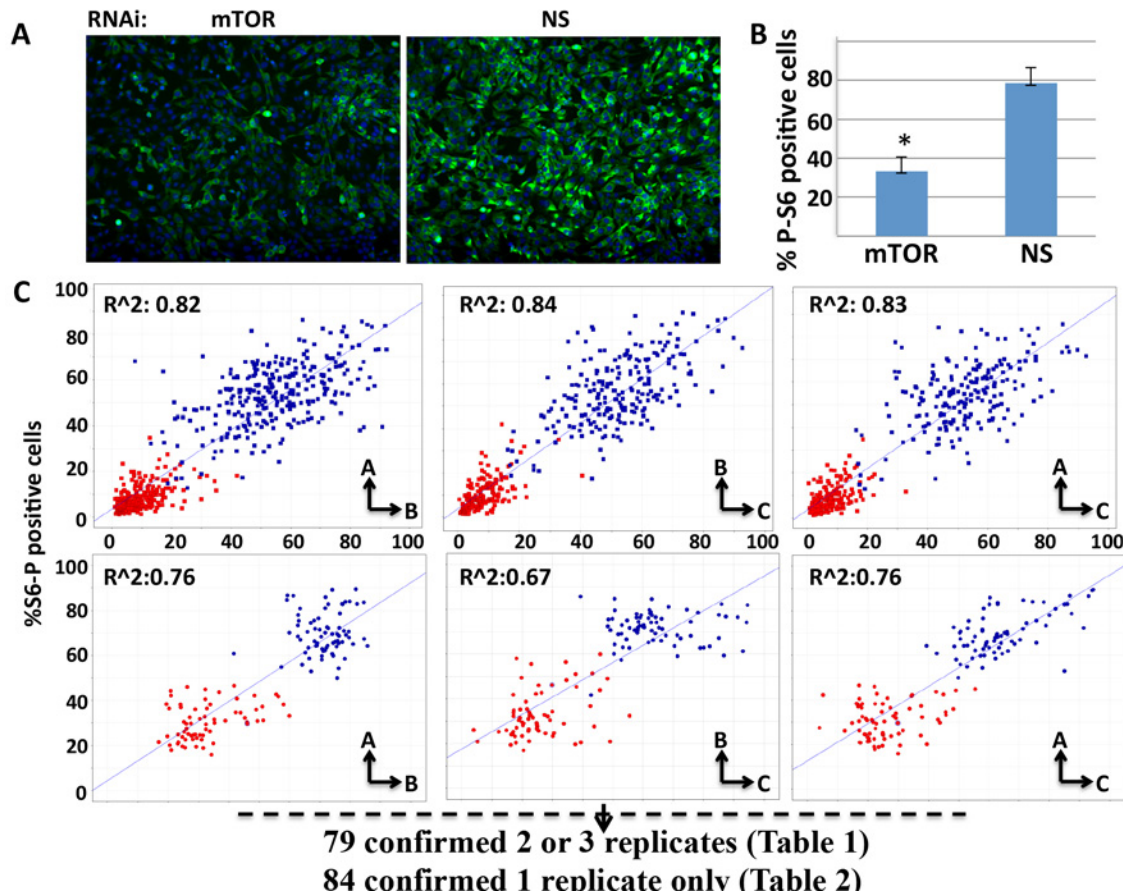 A
RNAi: mTOR NS
B
% P-S6 positive cells
80
60
40
20
*
mTOR NS
C
%S6-P positive cells
100
80
60
40
20
0
R^2: 0.82
A
B
R^2: 0.84
B
C
R^2: 0.83
A
C
0 20 40 60 80 100
0 20 40 60 80 100
0 20 40 60 80 100
100
80
60
40
20
0
R^2:0.76
A
B
R^2:0.67
B
C
R^2:0.76
A
C
79 confirmed 2 or 3 replicates (Table 1)
84 confirmed 1 replicate only (Table 2)